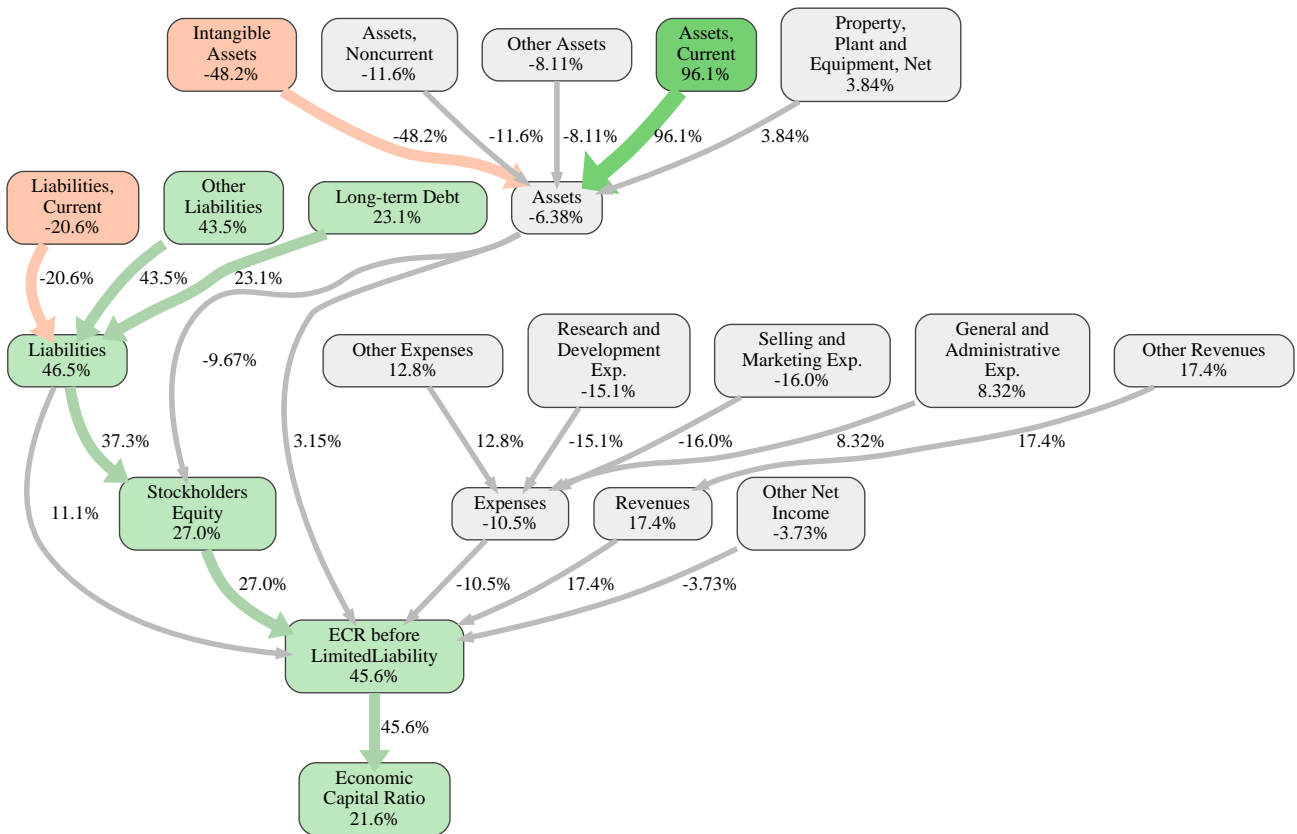 Intangible
Assets
-48.2%
Assets,
Noncurrent
-11.6%
Other Assets
-8.11%
Assets,
Current
96.1%
Property,
Plant and
Equipment, Net
3.84%
-48.2%
-11.6%
-8.11%
96.1%
3.84%
Liabilities,
Current
-20.6%
Other
Liabilities
43.5%
Long-term Debt
23.1%
Assets
-6.38%
-20.6%
43.5%
23.1%
Liabilities
46.5%
-9.67%
Other Expenses
12.8%
Research and
Development
Exp.
-15.1%
Selling and
Marketing Exp.
-16.0%
General and
Administrative
Exp.
8.32%
Other Revenues
17.4%
37.3%
3.15%
12.8%
-15.1%
-16.0%
8.32%
17.4%
11.1%
Stockholders
Equity
27.0%
Expenses
-10.5%
Revenues
17.4%
Other Net
Income
-3.73%
27.0%
-10.5%
17.4%
-3.73%
ECR before
LimitedLiability
45.6%
45.6%
Economic
Capital Ratio
21.6%